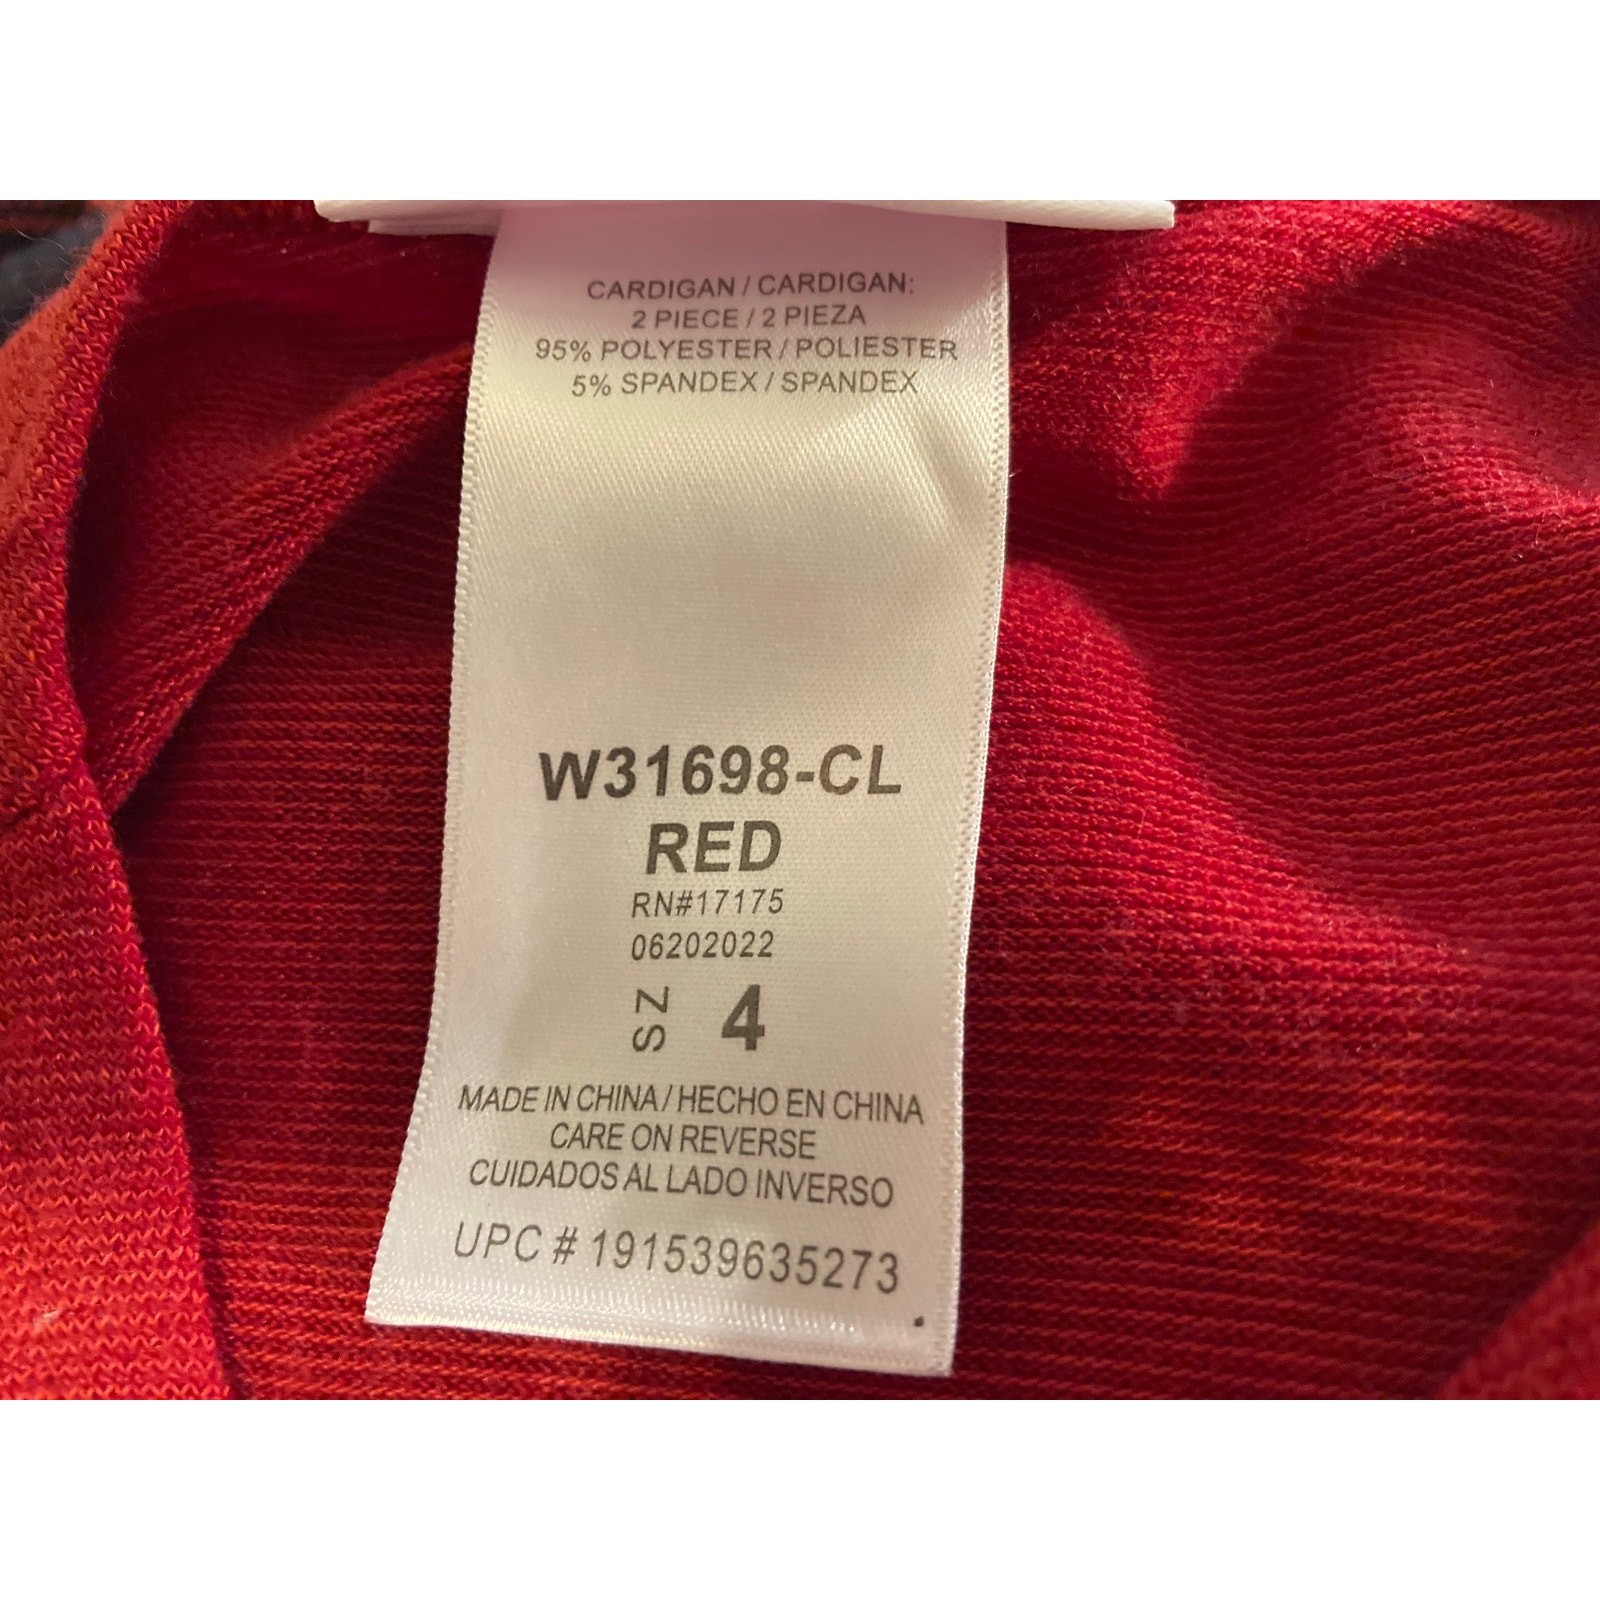 CARDIGAN / CARDIGAN:
2 PIECE / 2 PIEZA
95% POLYESTER / POLIESTER
5% SPANDEX / SPANDEX
W31698-CL
RED
RN#17175
06202022
SZ 4
MADE IN CHINA / HECHO EN CHINA
CARE ON REVERSE
CUIDADOS AL LADO INVERSO
UPC # 191539635273